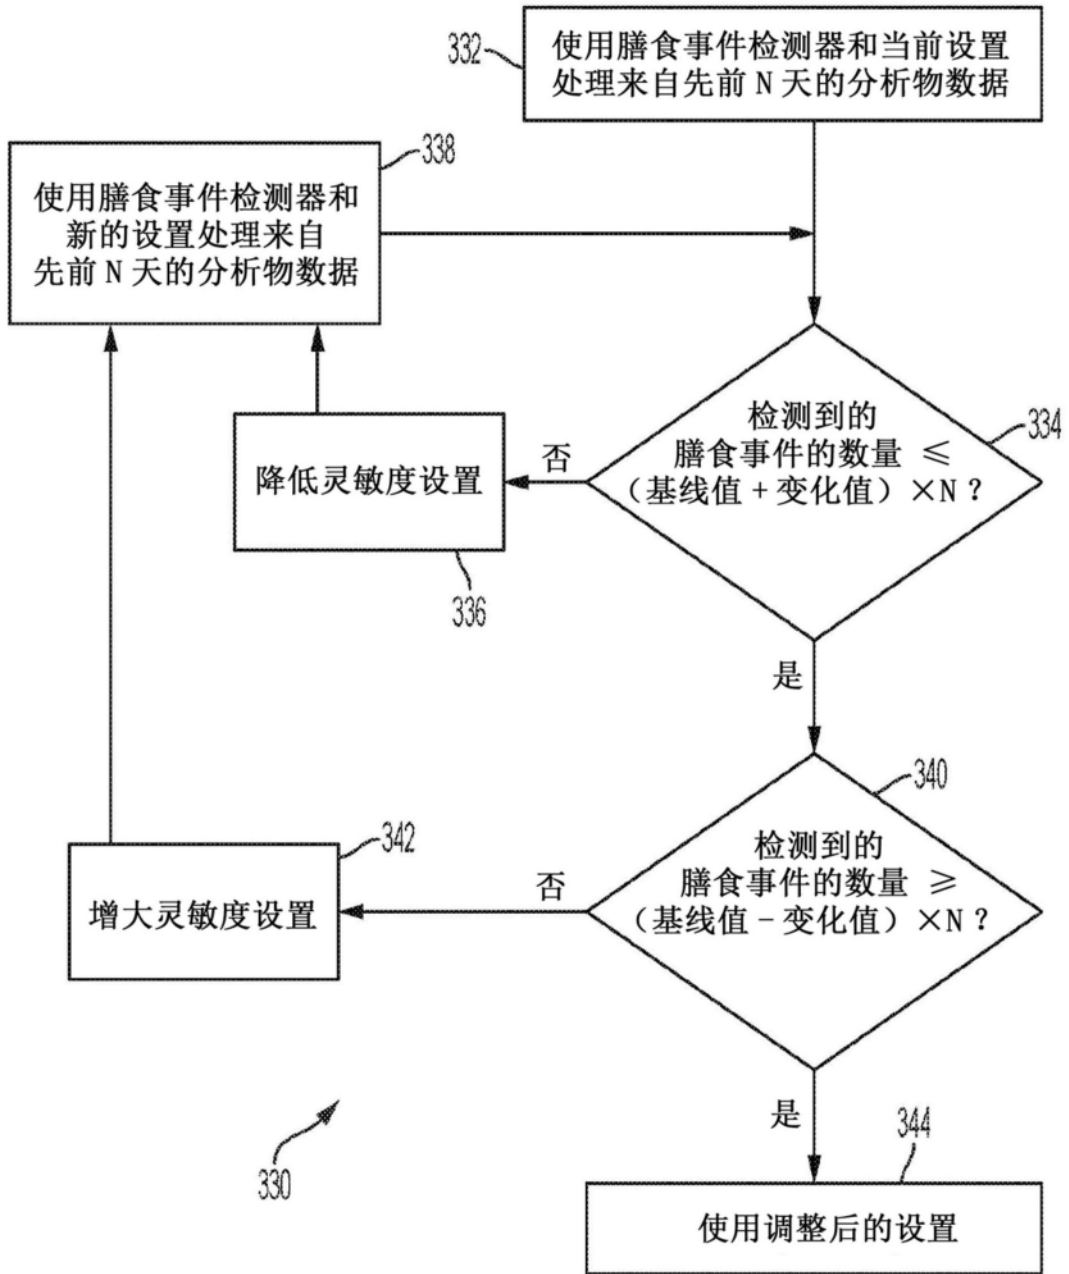 332
使用膳食事件检测器和当前设置
处理来自先前 N 天的分析物数据
338
使用膳食事件检测器和
新的设置处理来自
先前 N 天的分析物数据
检测到的
膳食事件的数量 ≤
（基线值 + 变化值）×N？
334
否
降低灵敏度设置
336
是
340
检测到的
膳食事件的数量 ≥
（基线值 - 变化值）×N？
否
342
增大灵敏度设置
是
330
344
使用调整后的设置